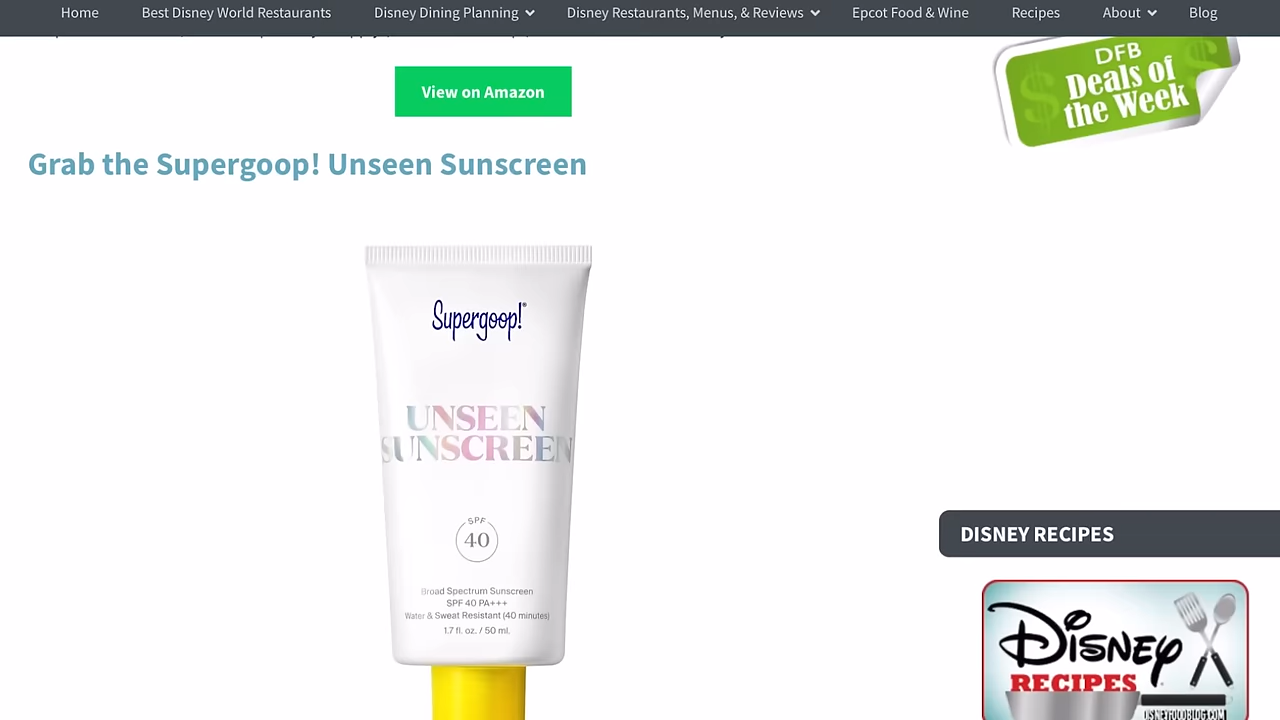 Home
Best Disney World Restaurants
Disney Dining Planning
Disney Restaurants, Menus, & Reviews
Epcot Food & Wine
Recipes
About
Blog
View on Amazon
DFB
Deals of
the Week
Grab the Supergoop! Unseen Sunscreen
Supergoop!®
UNSEEN
SUNSCREEN
SPF
40
Broad Spectrum Sunscreen
SPF 40 PA+++
Water & Sweat Resistant (40 minutes)
1.7 fl. oz. / 50 ml.
DISNEY RECIPES
Disney
RECIPES
DISNEYFOODBLOG.COM